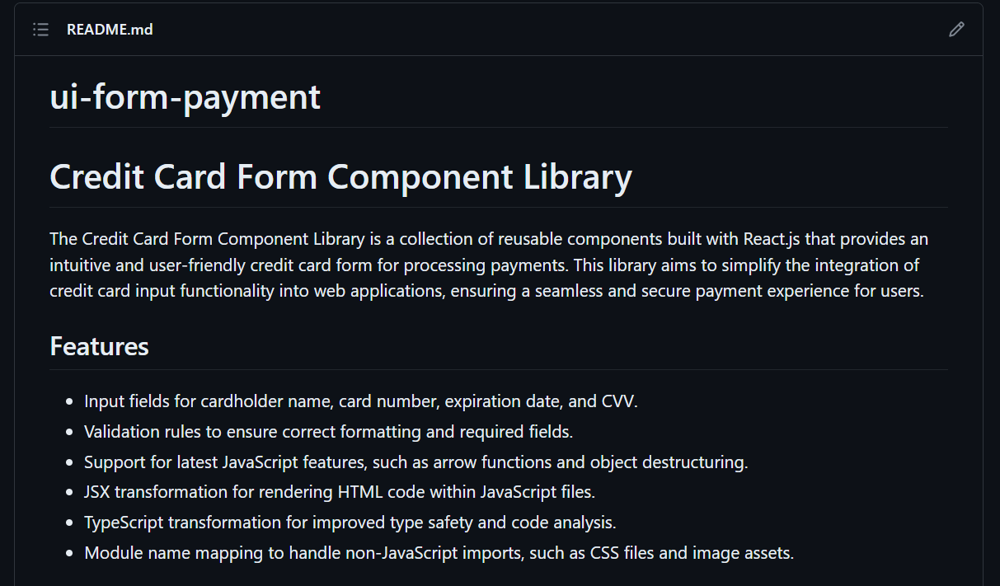 README.md
ui-form-payment
Credit Card Form Component Library
The Credit Card Form Component Library is a collection of reusable components built with React.js that provides an
intuitive and user-friendly credit card form for processing payments. This library aims to simplify the integration of
credit card input functionality into web applications, ensuring a seamless and secure payment experience for users.
Features
Input fields for cardholder name, card number, expiration date, and CVV.
Validation rules to ensure correct formatting and required fields.
Support for latest JavaScript features, such as arrow functions and object destructuring.
JSX transformation for rendering HTML code within JavaScript files.
TypeScript transformation for improved type safety and code analysis.
Module name mapping to handle non-JavaScript imports, such as CSS files and image assets.